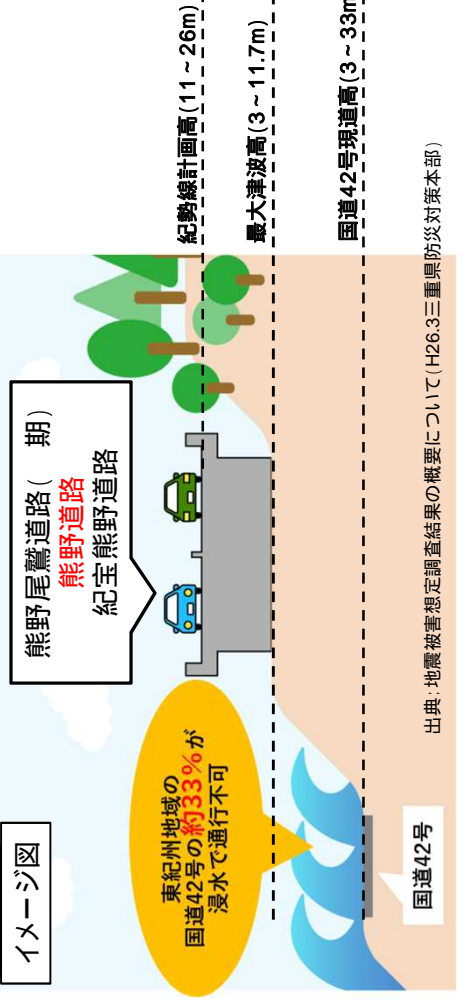 イメージ図
熊野尾鷲道路(　期)
熊野道路
紀宝熊野道路
東紀州地域の
国道42号の約33%が
浸水で通行不可
紀勢線計画高(11~26m)
最大津波高(3~11.7m)
国道42号現道高(3~33m
国道42号
出典:地震被害想定調査結果の概要について(H26.3三重県防災対策本部)